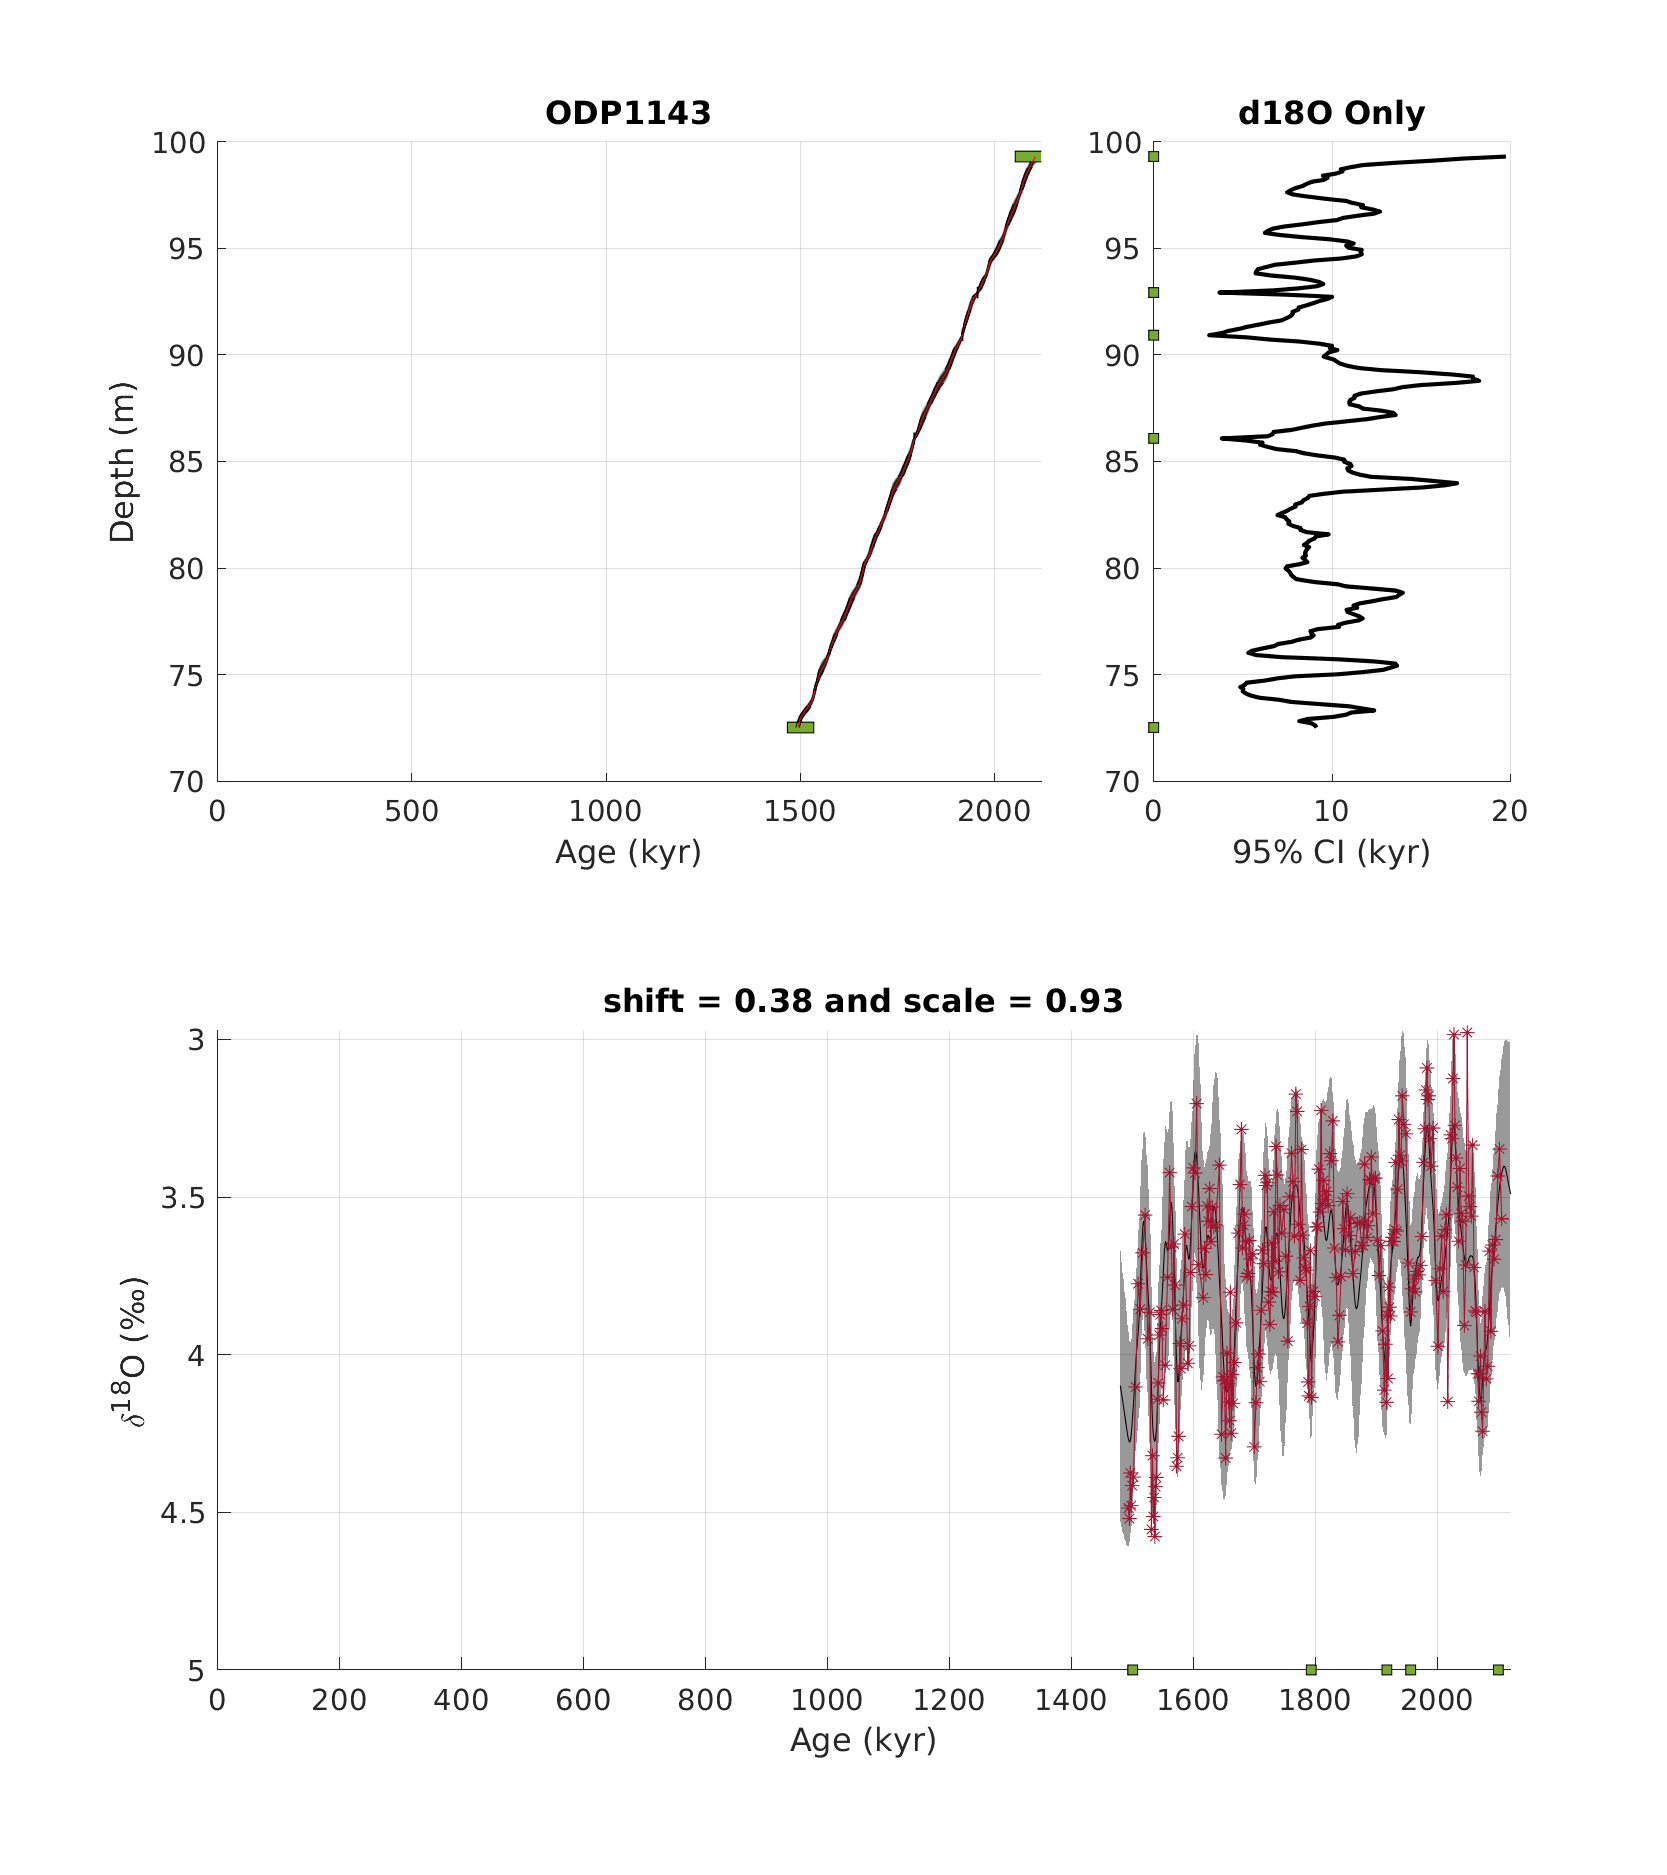 ODP1143
d18O Only
100
95
90
85
80
75
70
Depth (m)
0 500 1000 1500 2000
Age (kyr)
100
95
90
85
80
75
70
0 10 20
95% CI (kyr)
shift = 0.38 and scale = 0.93
3
3.5
4
4.5
5
δ18O (‰)
0 200 400 600 800 1000 1200 1400 1600 1800 2000
Age (kyr)